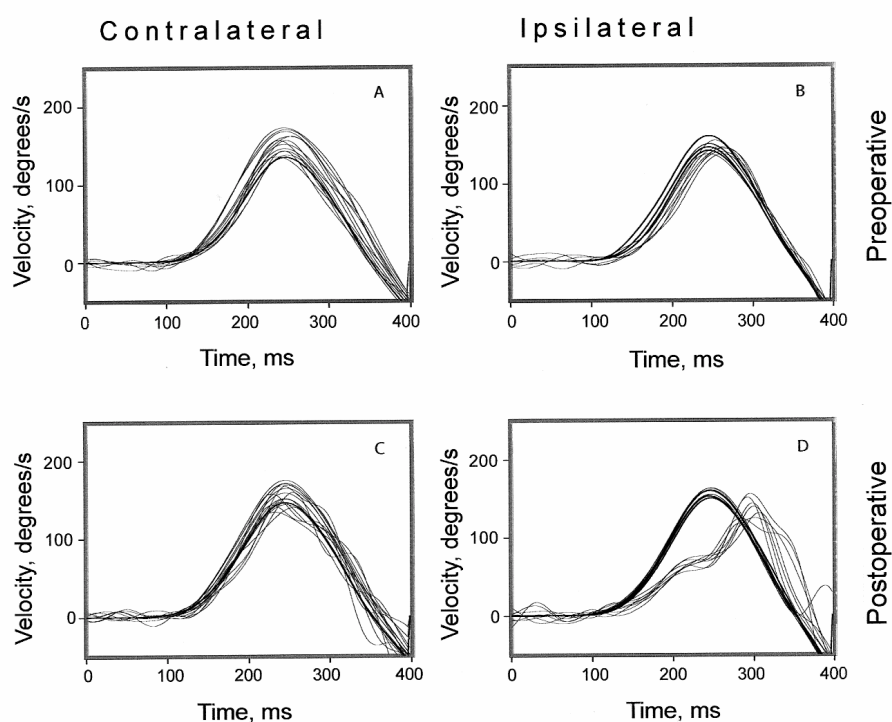 Contralateral
Ipsilateral
A
200
100
0
Velocity, degrees/s
0 100 200 300 400
Time, ms
B
200
100
0
Velocity, degrees/s
0 100 200 300 400
Time, ms
Preoperative
C
200
100
0
Velocity, degrees/s
0 100 200 300 400
Time, ms
D
200
100
0
Velocity, degrees/s
0 100 200 300 400
Time, ms
Postoperative